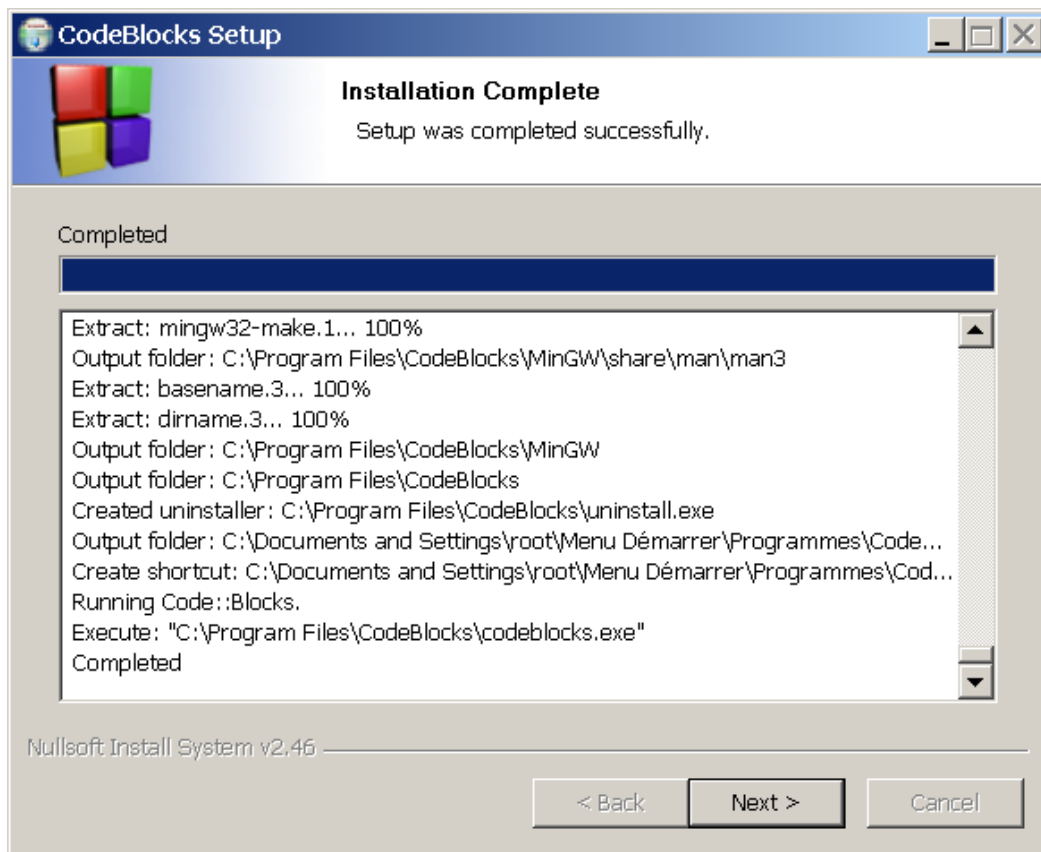 CodeBlocks Setup
Installation Complete
Setup was completed successfully.
Completed
Extract: mingw32-make.1... 100%
Output folder: C:\Program Files\CodeBlocks\MinGW\share\man\man3
Extract: basename.3... 100%
Extract: dirname.3... 100%
Output folder: C:\Program Files\CodeBlocks\MinGW
Output folder: C:\Program Files\CodeBlocks
Created uninstaller: C:\Program Files\CodeBlocks\uninstall.exe
Output folder: C:\Documents and Settings\root\Menu Démarrer\Programmes\Code...
Create shortcut: C:\Documents and Settings\root\Menu Démarrer\Programmes\Cod...
Running Code::Blocks.
Execute: "C:\Program Files\CodeBlocks\codeblocks.exe"
Completed
Nullsoft Install System v2.46
< Back Next > Cancel